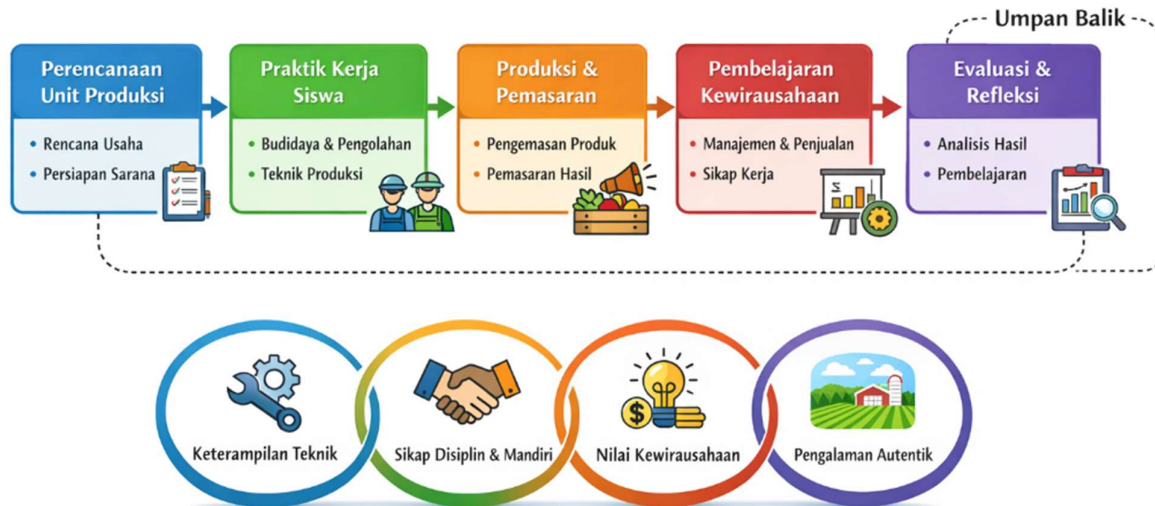 Umpan Balik
Perencanaan
Unit Produksi
• Rencana Usaha
• Persiapan Sarana
Praktik Kerja
Siswa
• Budidaya & Pengolahan
• Teknik Produksi
Produksi &
Pemasaran
• Pengemasan Produk
• Pemasaran Hasil
Pembelajaran
Kewirausahaan
• Manajemen & Penjualan
• Sikap Kerja
Evaluasi &
Refleksi
• Analisis Hasil
• Pembelajaran
Keterampilan Teknik
Sikap Disiplin & Mandiri
$
Nilai Kewirausahaan
Pengalaman Autentik